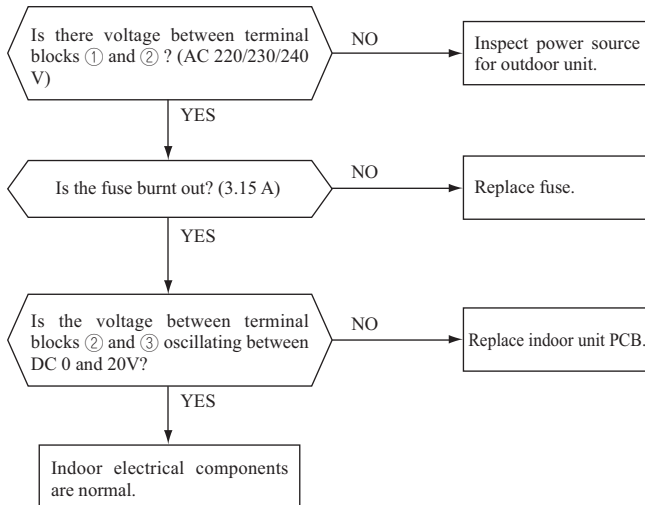 Is there voltage between terminal
blocks ① and ② ? (AC 220/230/240
V)
NO
Inspect power source
for outdoor unit.
YES
Is the fuse burnt out? (3.15 A)
NO
Replace fuse.
YES
Is the voltage between terminal
blocks ② and ③ oscillating between
DC 0 and 20V?
NO
Replace indoor unit PCB.
YES
Indoor electrical components
are normal.